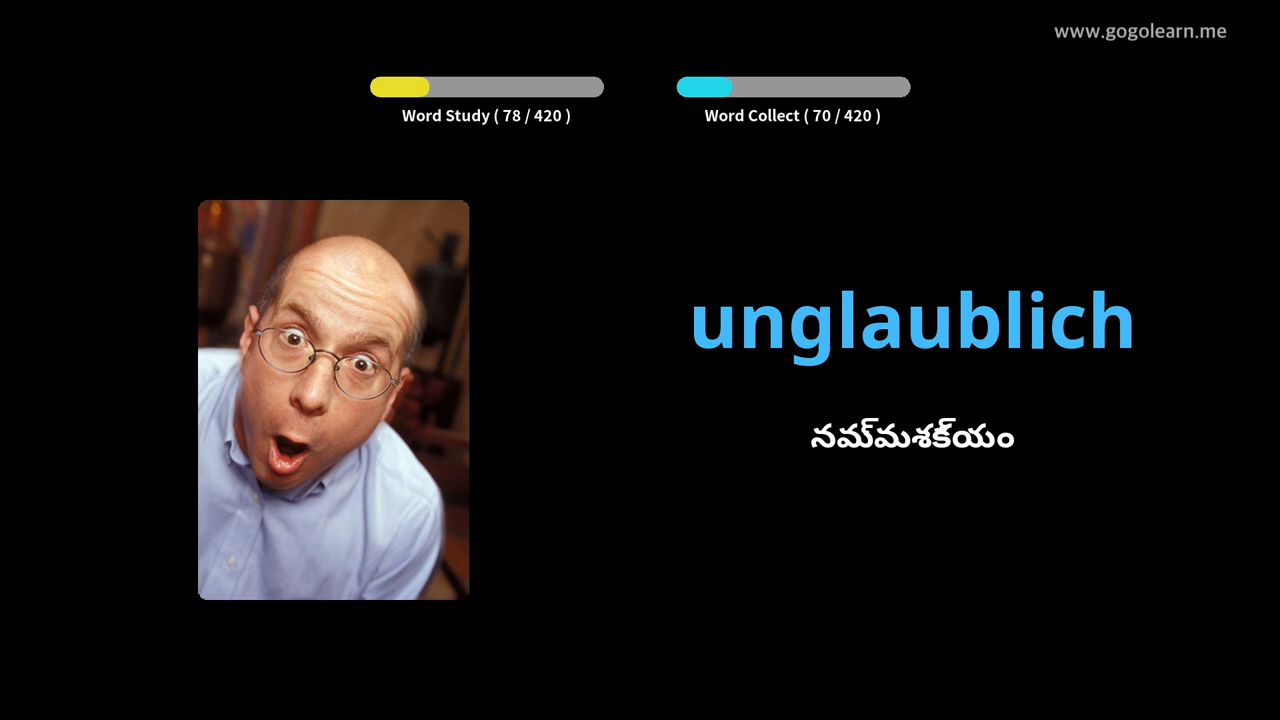 www.gogolearn.me
Word Study ( 78 / 420 )
Word Collect ( 70 / 420 )
unglaublich
నమ్మశక్యం